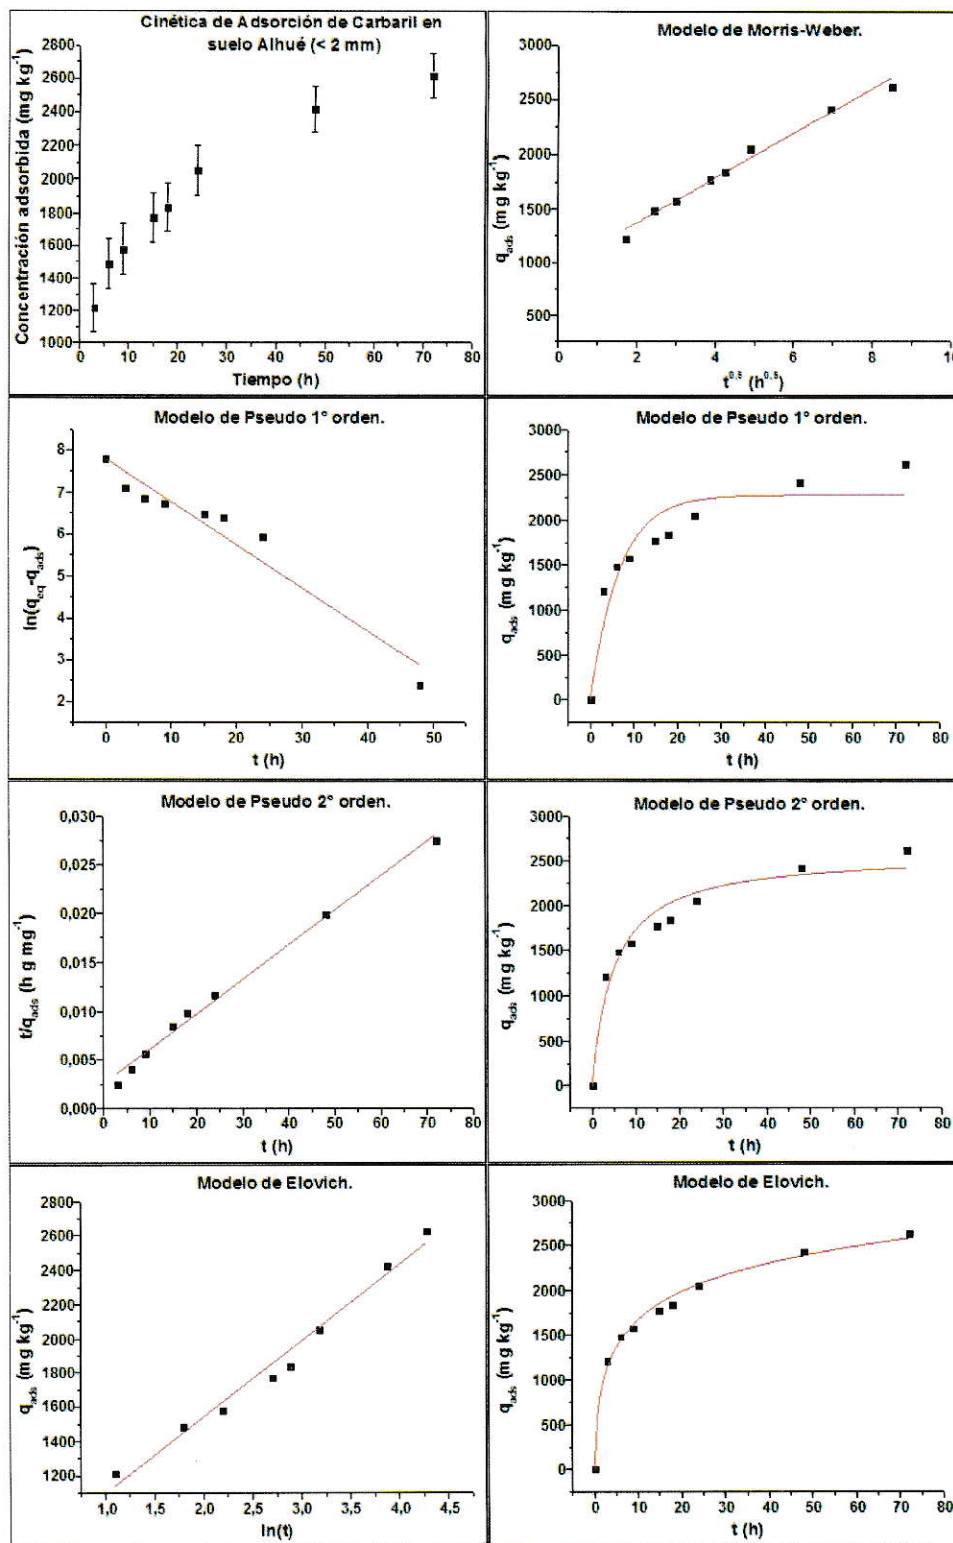 Cinética de Adsorción de Carbaril en
suelo Alhué (< 2 mm)
Concentración adsorbida (mg kg⁻¹)
2800
2600
2400
2200
2000
1800
1600
1400
1200
1000
0 10 20 30 40 50 60 70 80
Tiempo (h)
Modelo de Morris-Weber.
q_ads (mg kg⁻¹)
3000
2500
2000
1500
1000
500
0 2 4 6 8 10
t^0,5 (h^0,5)
Modelo de Pseudo 1° orden.
ln(q_eq-q_ads)
8
7
6
5
4
3
2
0 10 20 30 40 50
t (h)
Modelo de Pseudo 1° orden.
q_ads (mg kg⁻¹)
3000
2500
2000
1500
1000
500
0
0 10 20 30 40 50 60 70 80
t (h)
Modelo de Pseudo 2° orden.
t/q_ads (h g mg⁻¹)
0,030
0,025
0,020
0,015
0,010
0,005
0,000
0 10 20 30 40 50 60 70 80
t (h)
Modelo de Pseudo 2° orden.
q_ads (mg kg⁻¹)
3000
2500
2000
1500
1000
500
0
0 10 20 30 40 50 60 70 80
t (h)
Modelo de Elovich.
q_ads (mg kg⁻¹)
2800
2600
2400
2200
2000
1800
1600
1400
1200
1,0 1,5 2,0 2,5 3,0 3,5 4,0 4,5
ln(t)
Modelo de Elovich.
q_ads (mg kg⁻¹)
3000
2500
2000
1500
1000
500
0
0 10 20 30 40 50 60 70 80
t (h)